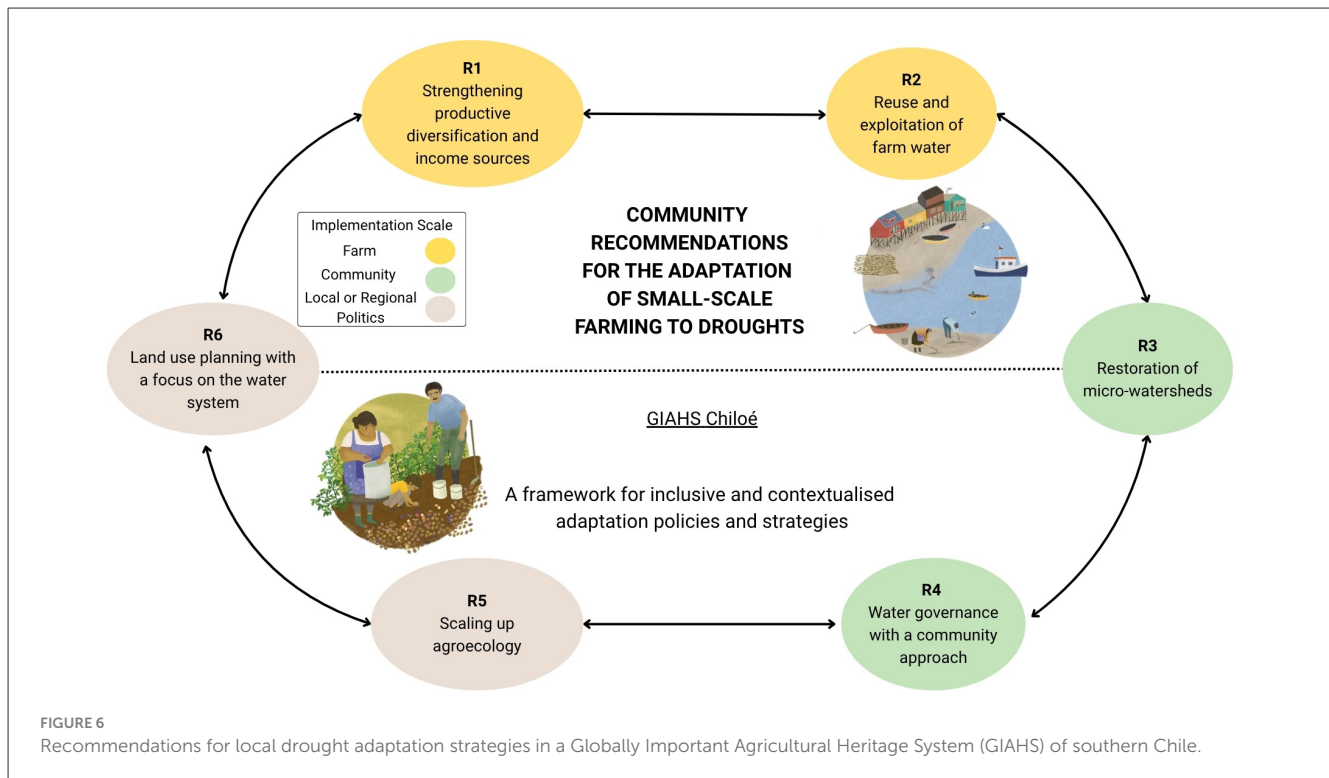 R1
Strengthening
productive
diversification and
income sources
R2
Reuse and
exploitation of
farm water
Implementation Scale
Farm
Community
Local or Regional
Politics
COMMUNITY
RECOMMENDATIONS
FOR THE ADAPTATION
OF SMALL-SCALE
FARMING TO DROUGHTS
R6
Land use planning with
a focus on the water
system
R3
Restoration of
micro-watersheds
GIAHS Chiloé
A framework for inclusive and contextualised
adaptation policies and strategies
R5
Scaling up
agroecology
R4
Water governance
with a community
approach
FIGURE 6
Recommendations for local drought adaptation strategies in a Globally Important Agricultural Heritage System (GIAHS) of southern Chile.